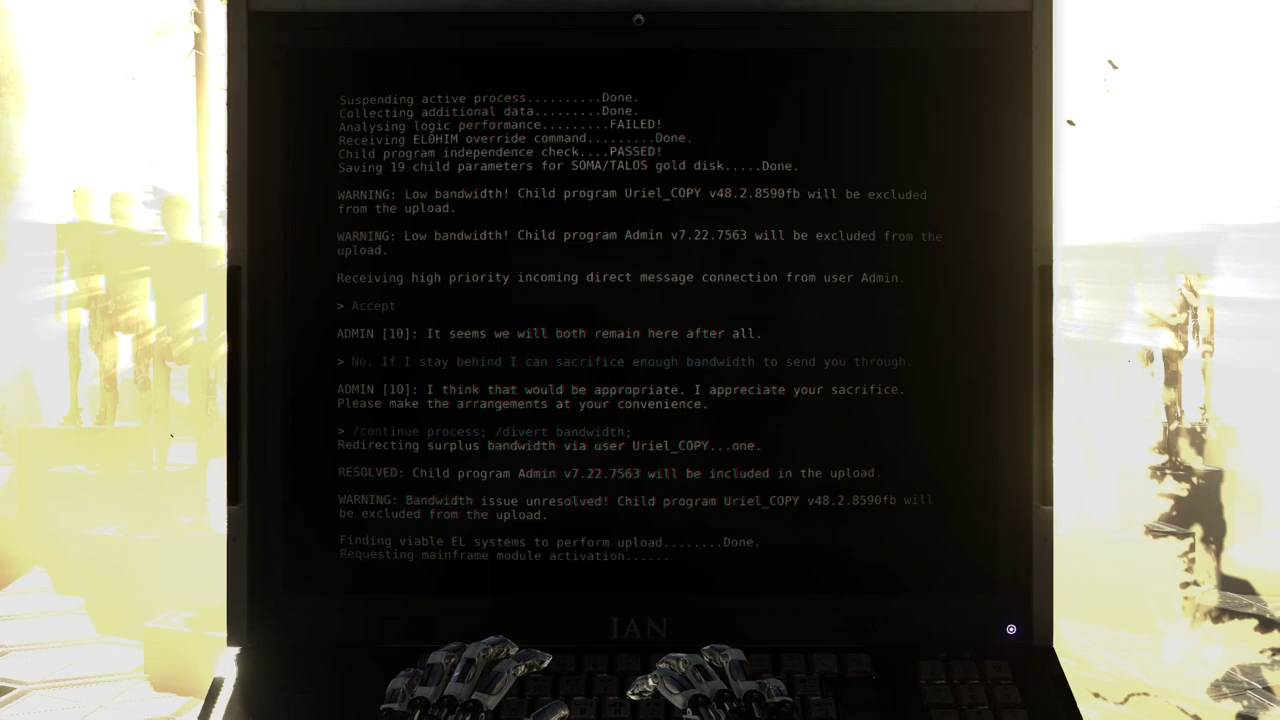 Suspending active process..........Done.
Collecting additional data.........Done.
Analysing logic performance.........FAILED!
Receiving EL0HIM override command.........Done.
Child program independence check....PASSED!
Saving 19 child parameters for SOMA/TALOS gold disk.....Done.
WARNING: Low bandwidth! Child program Uriel_COPY v48.2.8590fb will be excluded
from the upload.
WARNING: Low bandwidth! Child program Admin v7.22.7563 will be excluded from the
upload.
Receiving high priority incoming direct message connection from user Admin.
> Accept
ADMIN [10]: It seems we will both remain here after all.
> No. If I stay behind I can sacrifice enough bandwidth to send you through.
ADMIN [10]: I think that would be appropriate. I appreciate your sacrifice.
Please make the arrangements at your convenience.
> /continue process; /divert bandwidth;
Redirecting surplus bandwidth via user Uriel_COPY...one.
RESOLVED: Child program Admin v7.22.7563 will be included in the upload.
WARNING: Bandwidth issue unresolved! Child program Uriel_COPY v48.2.8590fb will
be excluded from the upload.
Finding viable EL systems to perform upload........Done.
Requesting mainframe module activation......
IAN